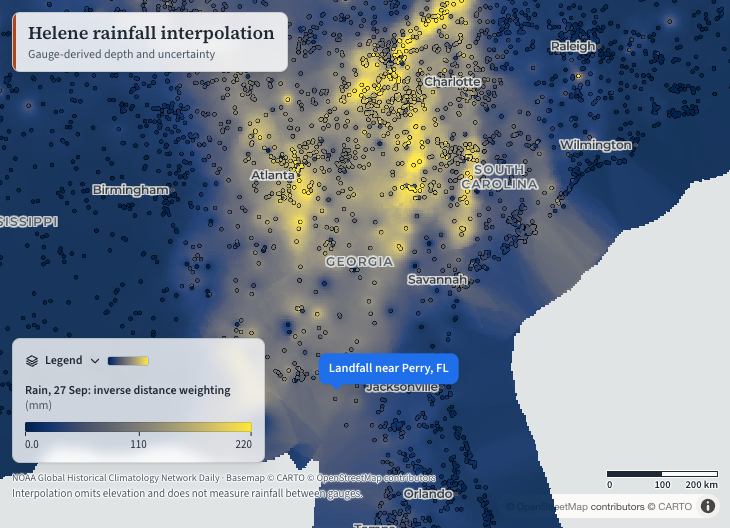 Helene rainfall interpolation
Gauge-derived depth and uncertainty
Raleigh
Charlotte
Wilmington
Atlanta
SOUTH
CAROLINA
Birmingham
SISSIPPI
GEORGIA
Savannah
Landfall near Perry, FL
Jacksonville
Legend
Rain, 27 Sep: inverse distance weighting
(mm)
0.0 110 220
NOAA Global Historical Climatology Network Daily · Basemap © CARTO © OpenStreetMap contributors
Interpolation omits elevation and does not measure rainfall between gauges.
0 100 200 km
Orlando
© OpenStreetMap contributors © CARTO
Tampa